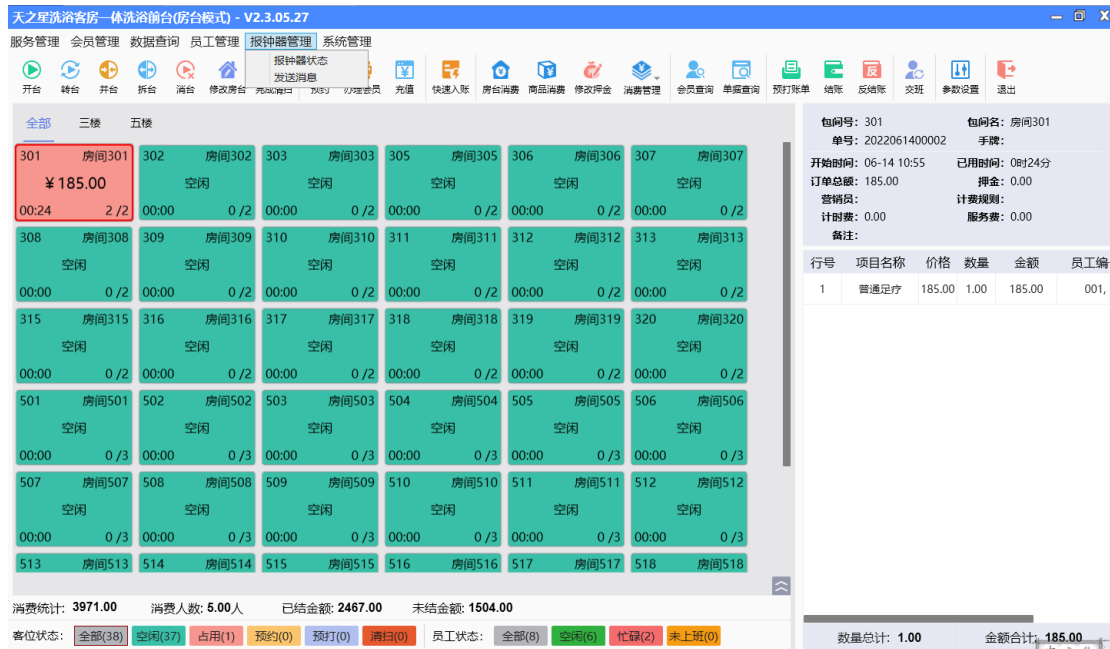 天之星洗浴客房一体洗浴前台(房台模式) - V2.3.05.27
服务管理 会员管理 数据查询 员工管理 报钟器管理 系统管理
报钟器状态
发送消息
开台 转台 并台 拆台 消台 修改房台 完成清扫 预约 办理会员 充值 快速入账 房台消费 商品消费 修改押金 消费管理 会员查询 单据查询 预打账单 结账 反结账 交班 参数设置 退出
全部 三楼 五楼
301 房间301 302 房间302 303 房间303 305 房间305 306 房间306 307 房间307
¥ 185.00 空闲 空闲 空闲 空闲 空闲
00:24 2 /2 00:00 0 /2 00:00 0 /2 00:00 0 /2 00:00 0 /2 00:00 0 /2
308 房间308 309 房间309 310 房间310 311 房间311 312 房间312 313 房间313
空闲 空闲 空闲 空闲 空闲 空闲
00:00 0 /2 00:00 0 /2 00:00 0 /2 00:00 0 /2 00:00 0 /2 00:00 0 /2
315 房间315 316 房间316 317 房间317 318 房间318 319 房间319 320 房间320
空闲 空闲 空闲 空闲 空闲 空闲
00:00 0 /2 00:00 0 /2 00:00 0 /2 00:00 0 /2 00:00 0 /2 00:00 0 /2
501 房间501 502 房间502 503 房间503 504 房间504 505 房间505 506 房间506
空闲 空闲 空闲 空闲 空闲 空闲
00:00 0 /3 00:00 0 /3 00:00 0 /3 00:00 0 /3 00:00 0 /3 00:00 0 /3
507 房间507 508 房间508 509 房间509 510 房间510 511 房间511 512 房间512
空闲 空闲 空闲 空闲 空闲 空闲
00:00 0 /3 00:00 0 /3 00:00 0 /3 00:00 0 /3 00:00 0 /3 00:00 0 /3
513 房间513 514 房间514 515 房间515 516 房间516 517 房间517 518 房间518
消费统计: 3971.00 消费人数: 5.00人 已结金额: 2467.00 未结金额: 1504.00
客位状态: 全部(38) 空闲(37) 占用(1) 预约(0) 预打(0) 清扫(0) 员工状态: 全部(8) 空闲(6) 忙碌(2) 未上班(0)
包间号: 301 包间名: 房间301
单号: 2022061400002 手牌:
开始时间: 06-14 10:55 已用时间: 0时24分
订单总额: 185.00 押金: 0.00
营销员: 计费规则:
计时费: 0.00 服务费: 0.00
备注:
行号 项目名称 价格 数量 金额 员工编
1 普通足疗 185.00 1.00 185.00 001,
数量总计: 1.00 金额合计: 185.00